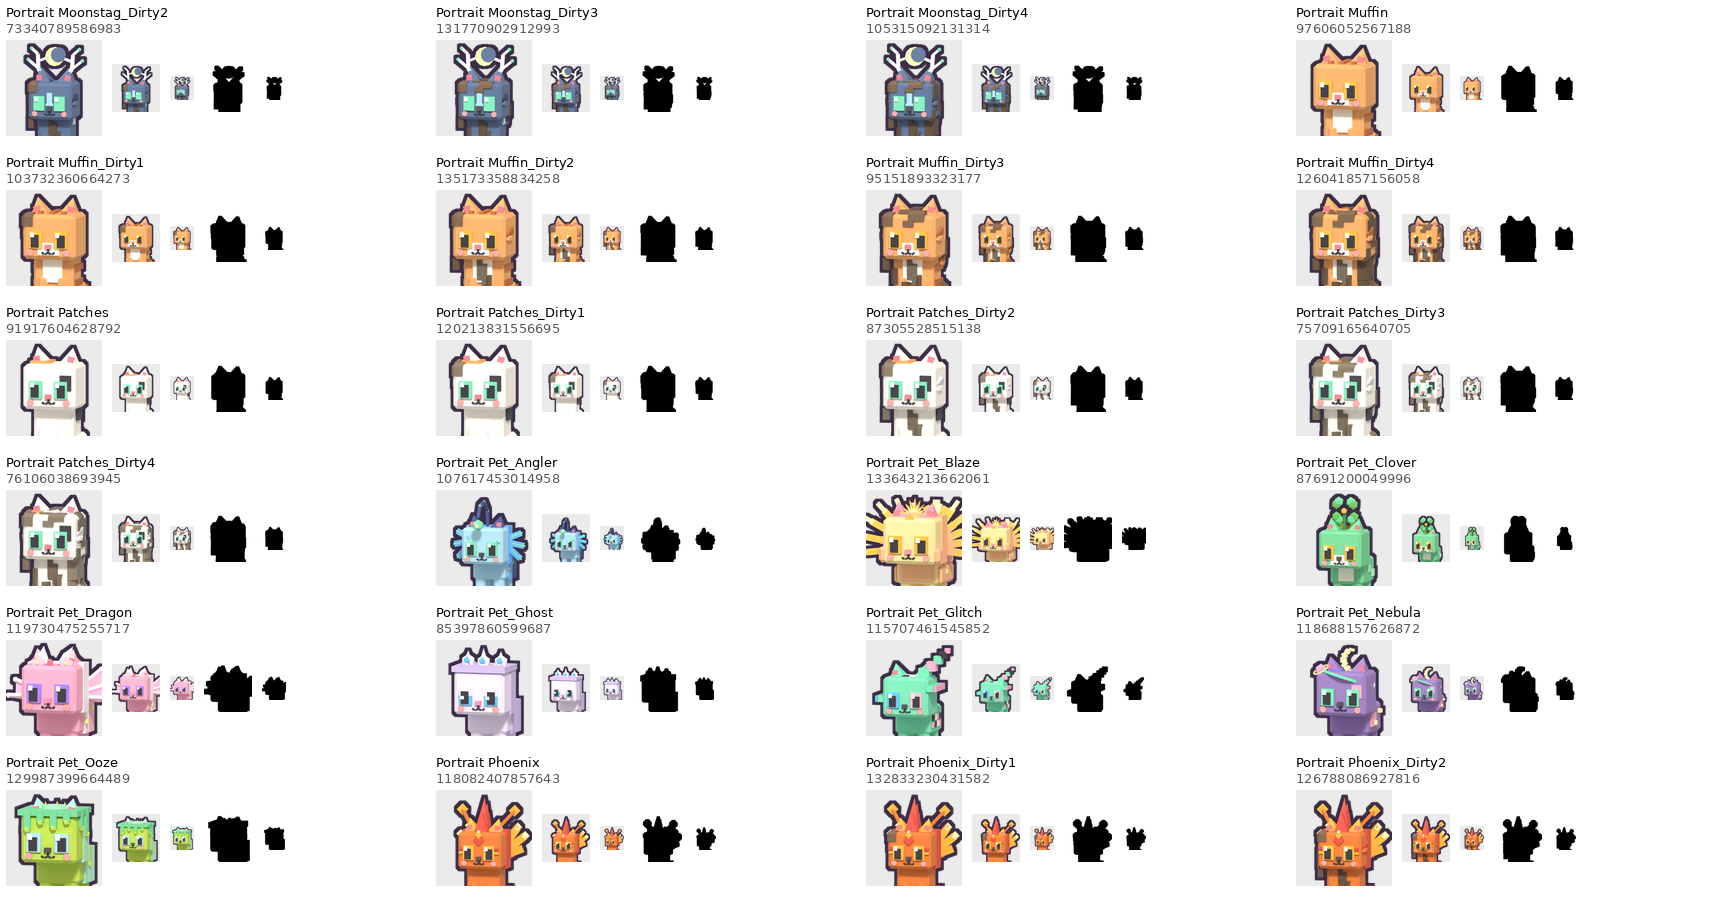 Portrait Moonstag_Dirty2
73340789586983
Portrait Moonstag_Dirty3
131770902912993
Portrait Moonstag_Dirty4
105315092131314
Portrait Muffin
97606052567188
Portrait Muffin_Dirty1
103732360664273
Portrait Muffin_Dirty2
135173358834258
Portrait Muffin_Dirty3
95151893323177
Portrait Muffin_Dirty4
126041857156058
Portrait Patches
91917604628792
Portrait Patches_Dirty1
120213831556695
Portrait Patches_Dirty2
87305528515138
Portrait Patches_Dirty3
75709165640705
Portrait Patches_Dirty4
76106038693945
Portrait Pet_Angler
107617453014958
Portrait Pet_Blaze
133643213662061
Portrait Pet_Clover
87691200049996
Portrait Pet_Dragon
119730475255717
Portrait Pet_Ghost
85397860599687
Portrait Pet_Glitch
115707461545852
Portrait Pet_Nebula
118688157626872
Portrait Pet_Ooze
129987399664489
Portrait Phoenix
118082407857643
Portrait Phoenix_Dirty1
132833230431582
Portrait Phoenix_Dirty2
126788086927816